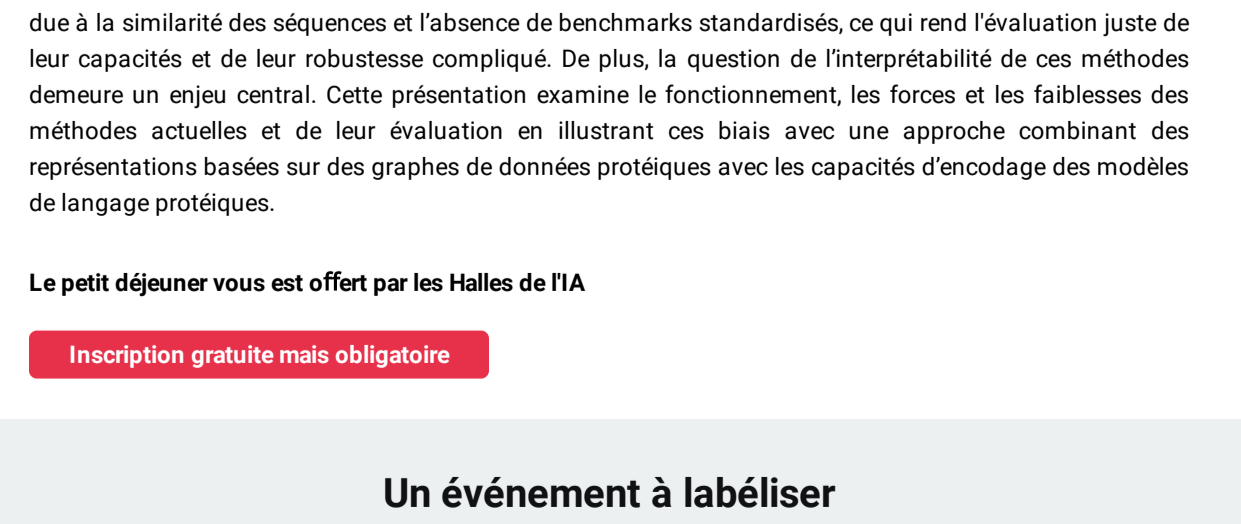 due à la similarité des séquences et l’absence de benchmarks standardisés, ce qui rend l'évaluation juste de
leur capacités et de leur robustesse compliqué. De plus, la question de l’interprétabilité de ces méthodes
demeure un enjeu central. Cette présentation examine le fonctionnement, les forces et les faiblesses des
méthodes actuelles et de leur évaluation en illustrant ces biais avec une approche combinant des
représentations basées sur des graphes de données protéiques avec les capacités d’encodage des modèles
de langage protéiques.
Le petit déjeuner vous est offert par les Halles de l'IA
Inscription gratuite mais obligatoire
Un événement à labéliser